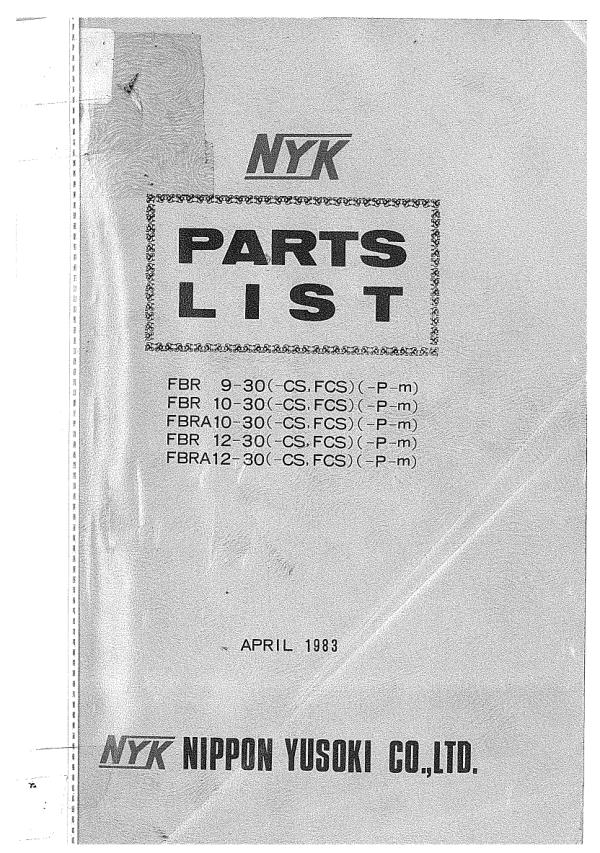 NYK
PARTS
LIST
FBR 9-30(-CS, FCS)(-P-m)
FBR 10-30(-CS, FCS)(-P-m)
FBRA10-30(-CS, FCS)(-P-m)
FBR 12-30(-CS, FCS)(-P-m)
FBRA12-30(-CS, FCS)(-P-m)
APRIL 1983
NYK NIPPON YUSOKI CO.,LTD.